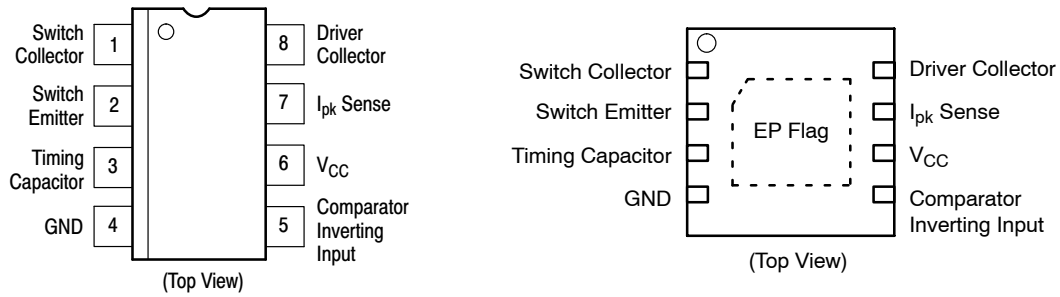 Switch
Collector
1
8
Driver
Collector
Switch
Emitter
2
7
Ipk Sense
Timing
Capacitor
3
6
VCC
GND
4
5
Comparator
Inverting
Input
(Top View)
Switch Collector
Driver Collector
Switch Emitter
Ipk Sense
EP Flag
Timing Capacitor
VCC
GND
Comparator
Inverting Input
(Top View)